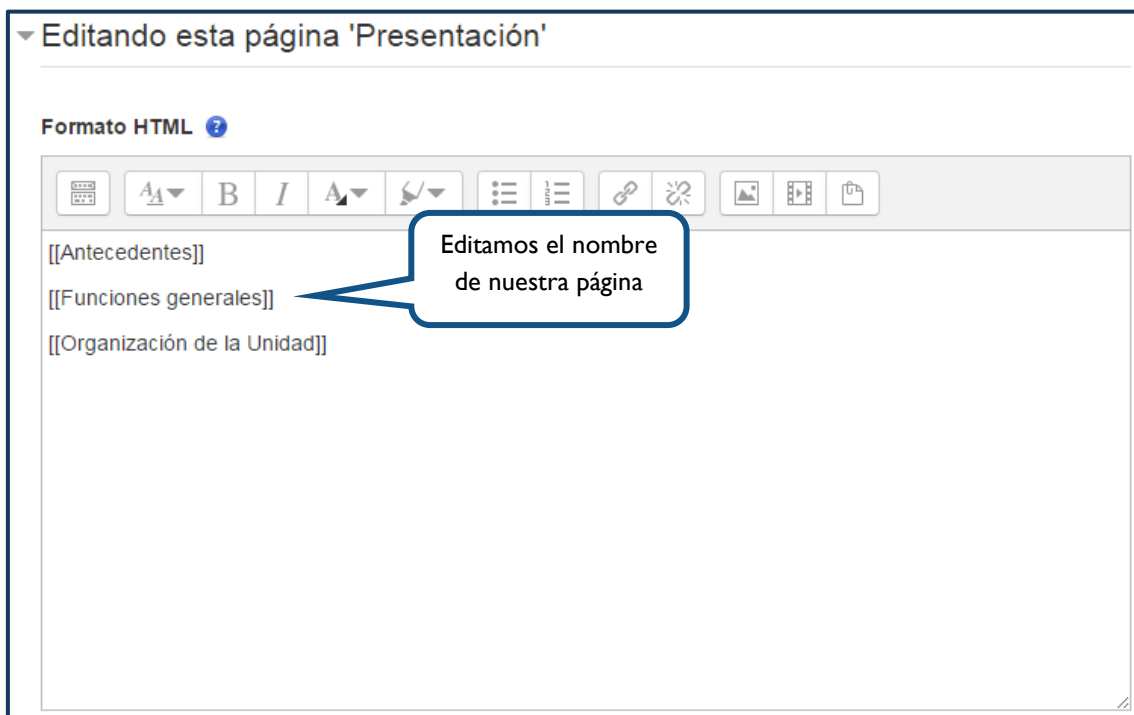 Editando esta página 'Presentación'
Formato HTML
[[Antecedentes]]
[[Funciones generales]]
[[Organización de la Unidad]]
Editamos el nombre
de nuestra página